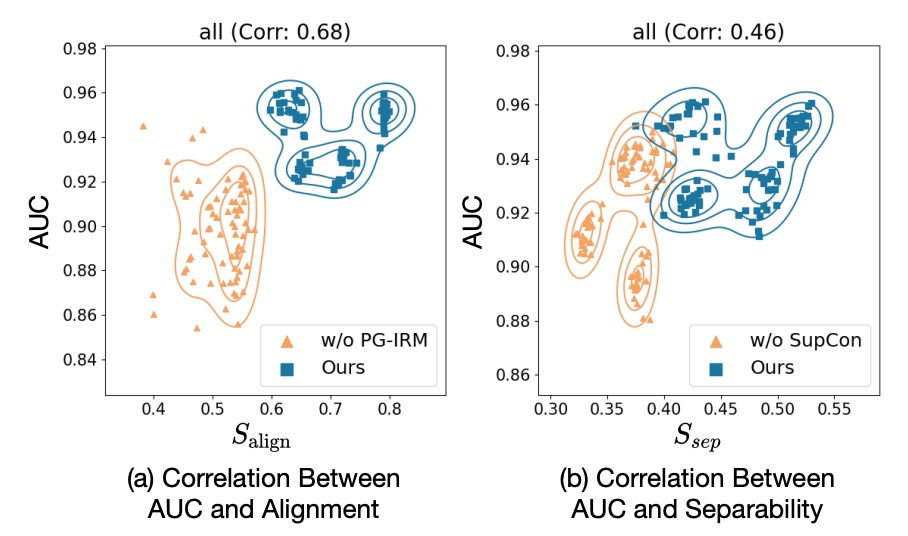 all (Corr: 0.68)
0.98
0.96
0.94
0.92
0.90
0.88
0.86
0.84
AUC
0.4 0.5 0.6 0.7 0.8
S_align
w/o PG-IRM
Ours
(a) Correlation Between
AUC and Alignment
all (Corr: 0.46)
0.98
0.96
0.94
0.92
0.90
0.88
0.86
AUC
0.30 0.35 0.40 0.45 0.50 0.55
S_sep
w/o SupCon
Ours
(b) Correlation Between
AUC and Separability